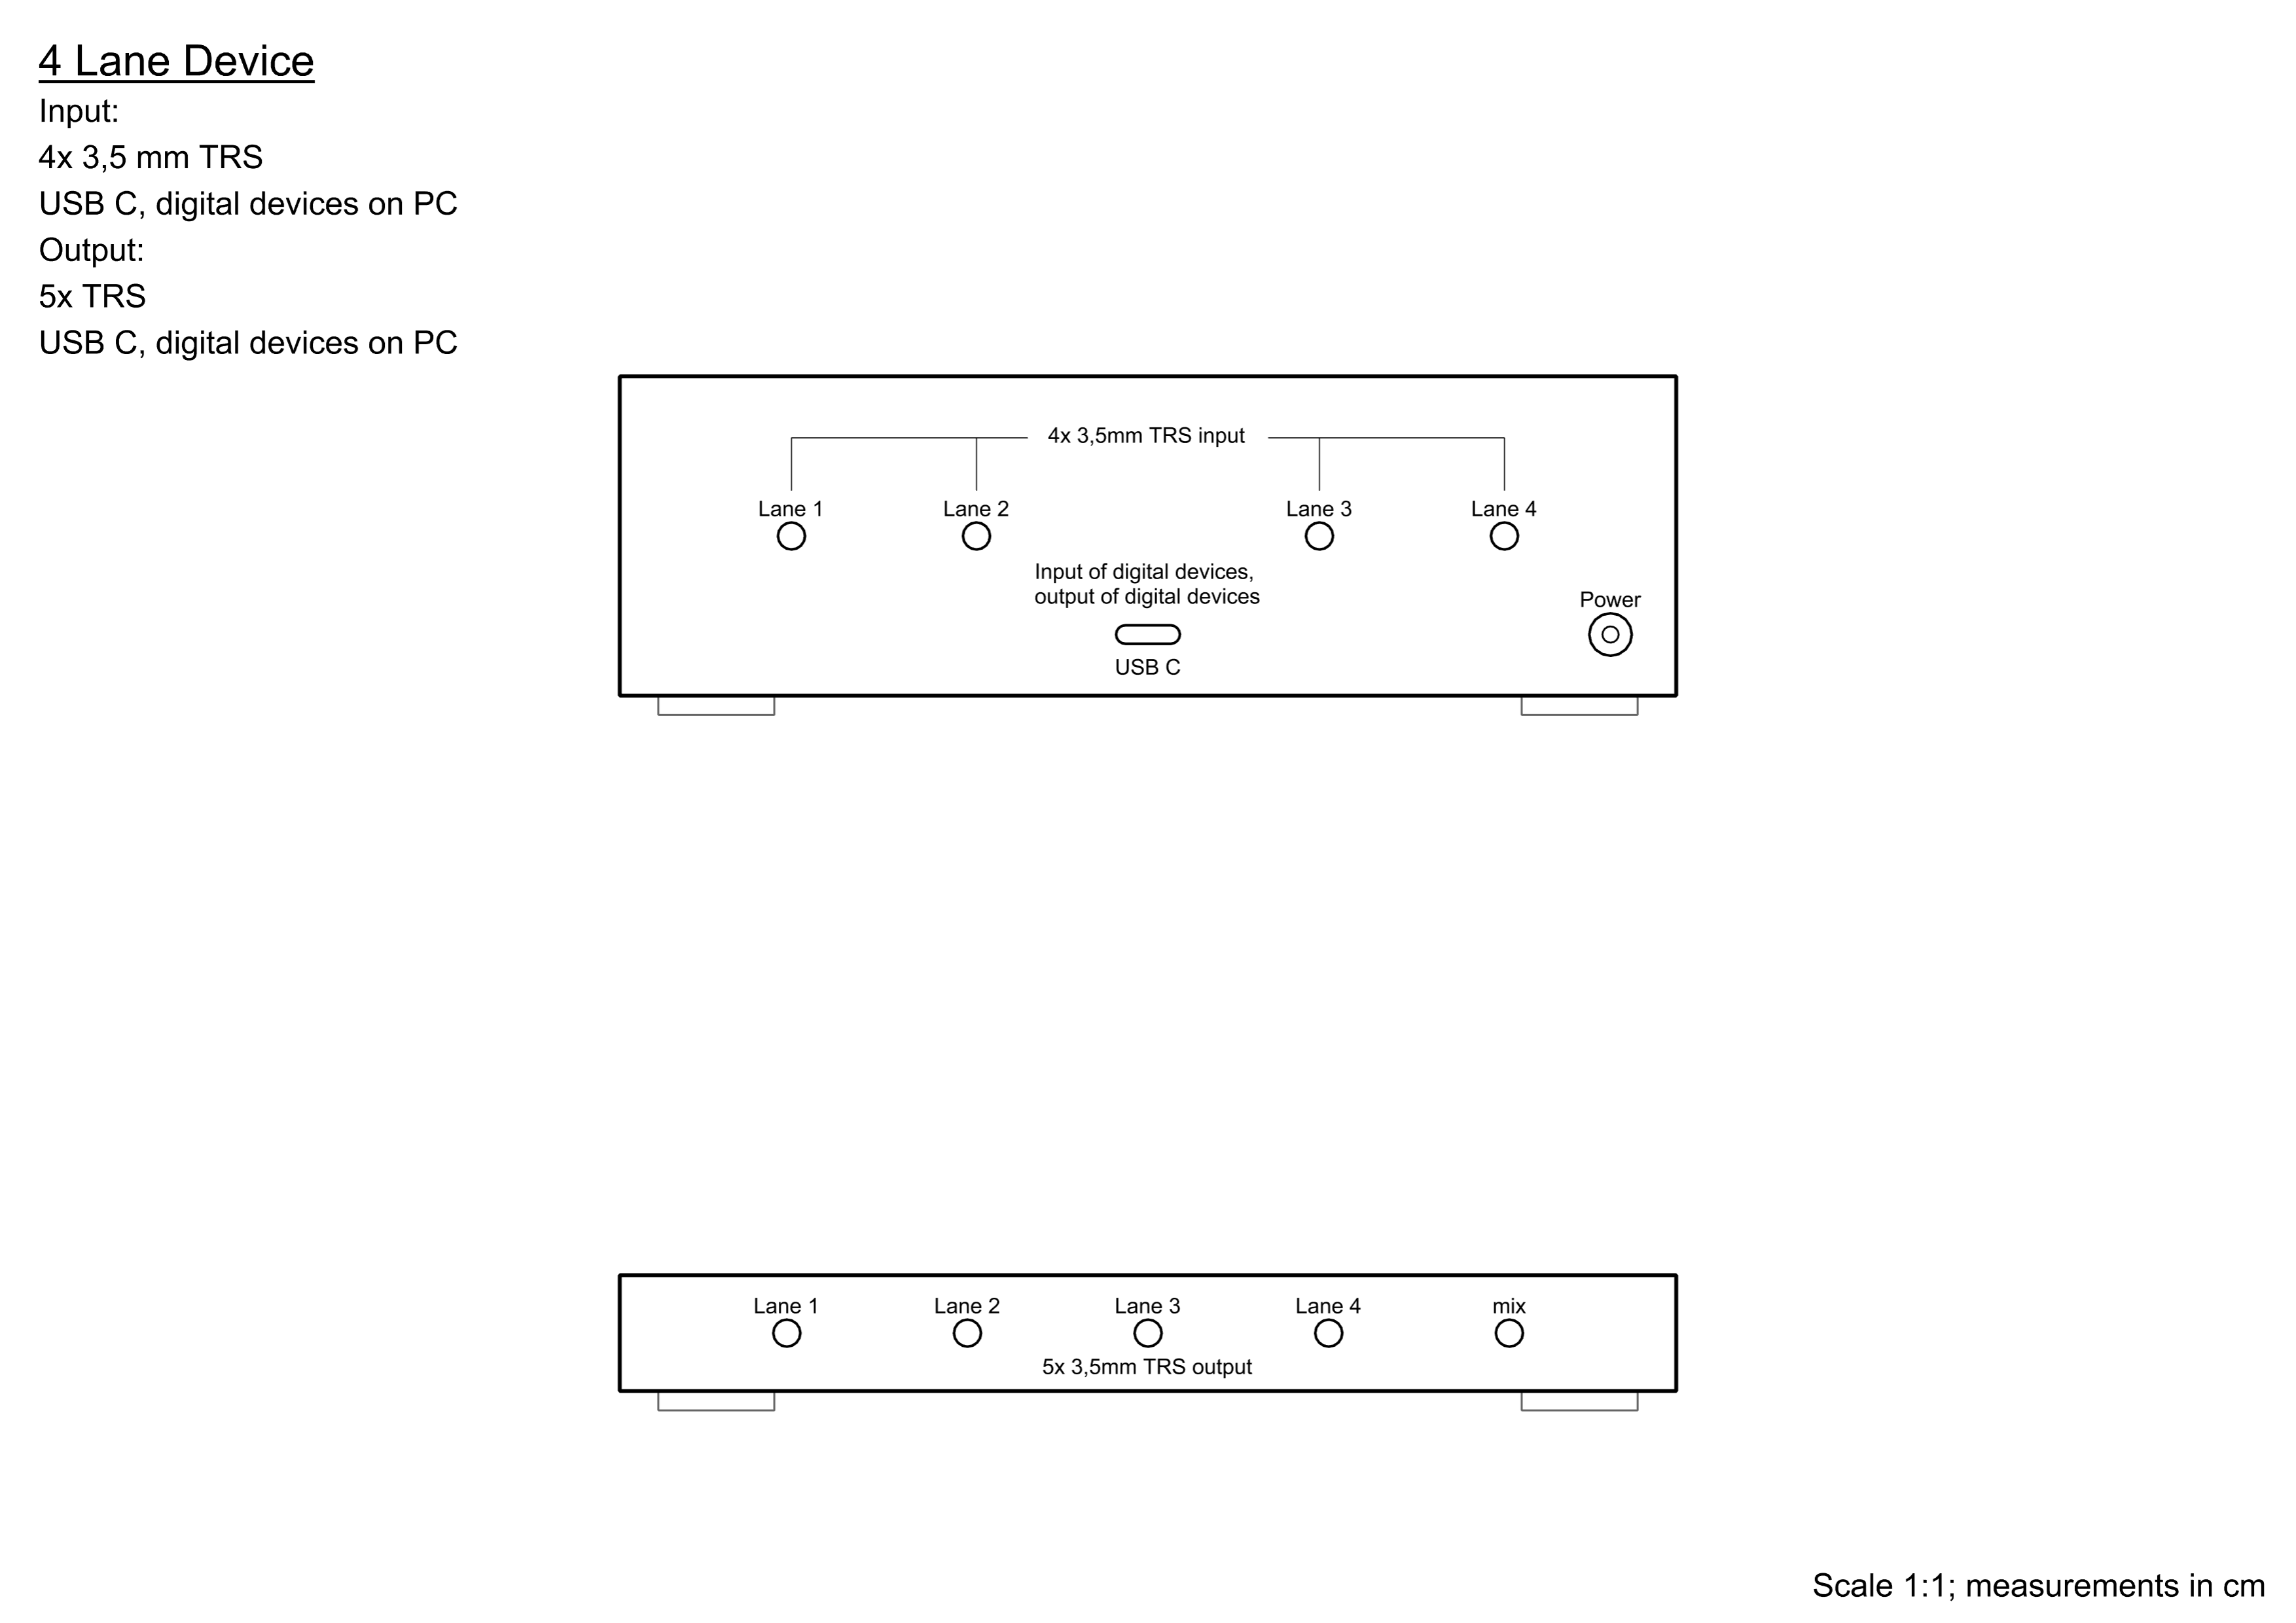 4 Lane Device
Input:
4x 3,5 mm TRS
USB C, digital devices on PC
Output:
5x TRS
USB C, digital devices on PC
4x 3,5mm TRS input
Lane 1
Lane 2
Lane 3
Lane 4
Input of digital devices,
output of digital devices
Power
USB C
Lane 1
Lane 2
Lane 3
Lane 4
mix
5x 3,5mm TRS output
Scale 1:1; measurements in cm